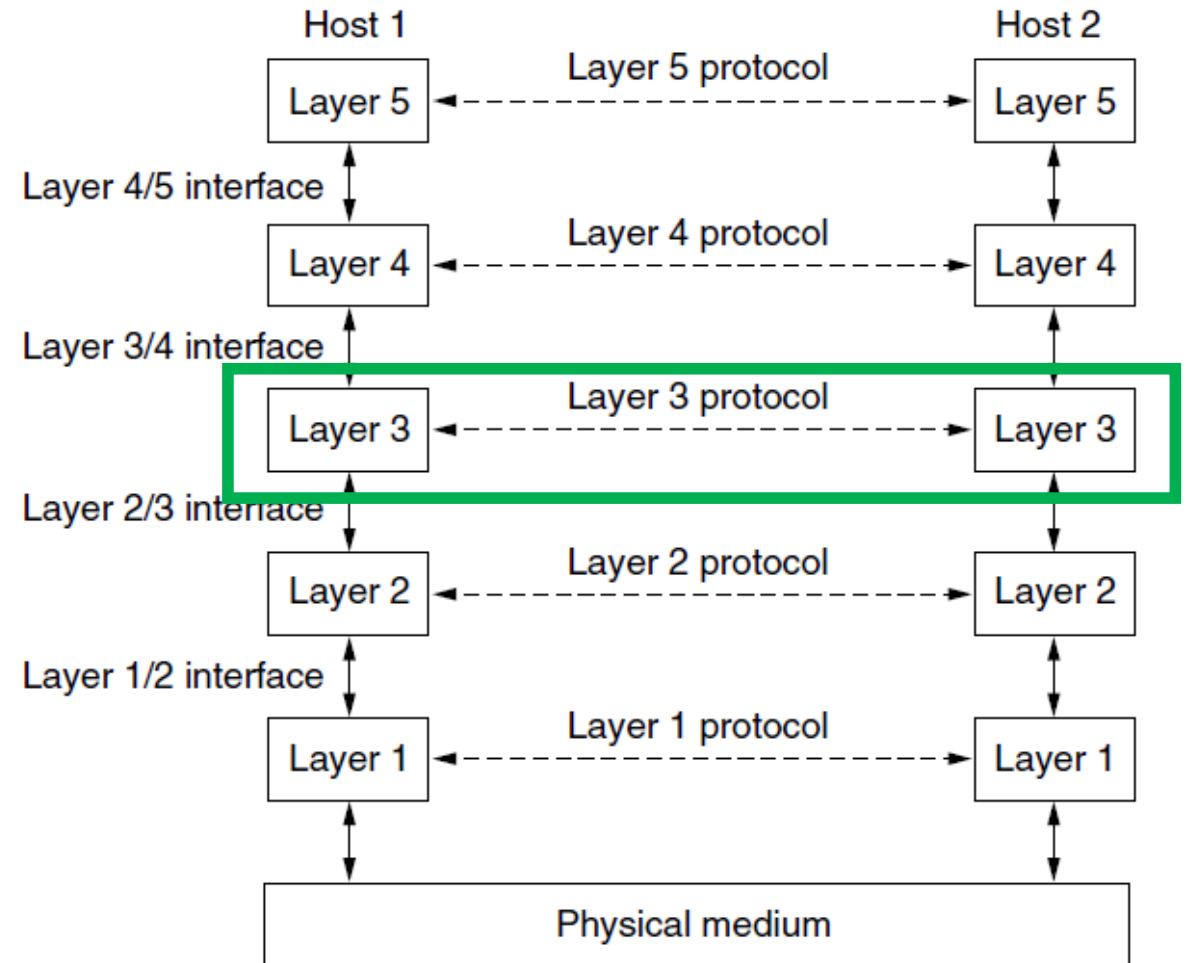 Host 1
Host 2
Layer 5 protocol
Layer 5
Layer 5
Layer 4/5 interface
Layer 4 protocol
Layer 4
Layer 4
Layer 3/4 interface
Layer 3 protocol
Layer 3
Layer 3
Layer 2/3 interface
Layer 2 protocol
Layer 2
Layer 2
Layer 1/2 interface
Layer 1 protocol
Layer 1
Layer 1
Physical medium